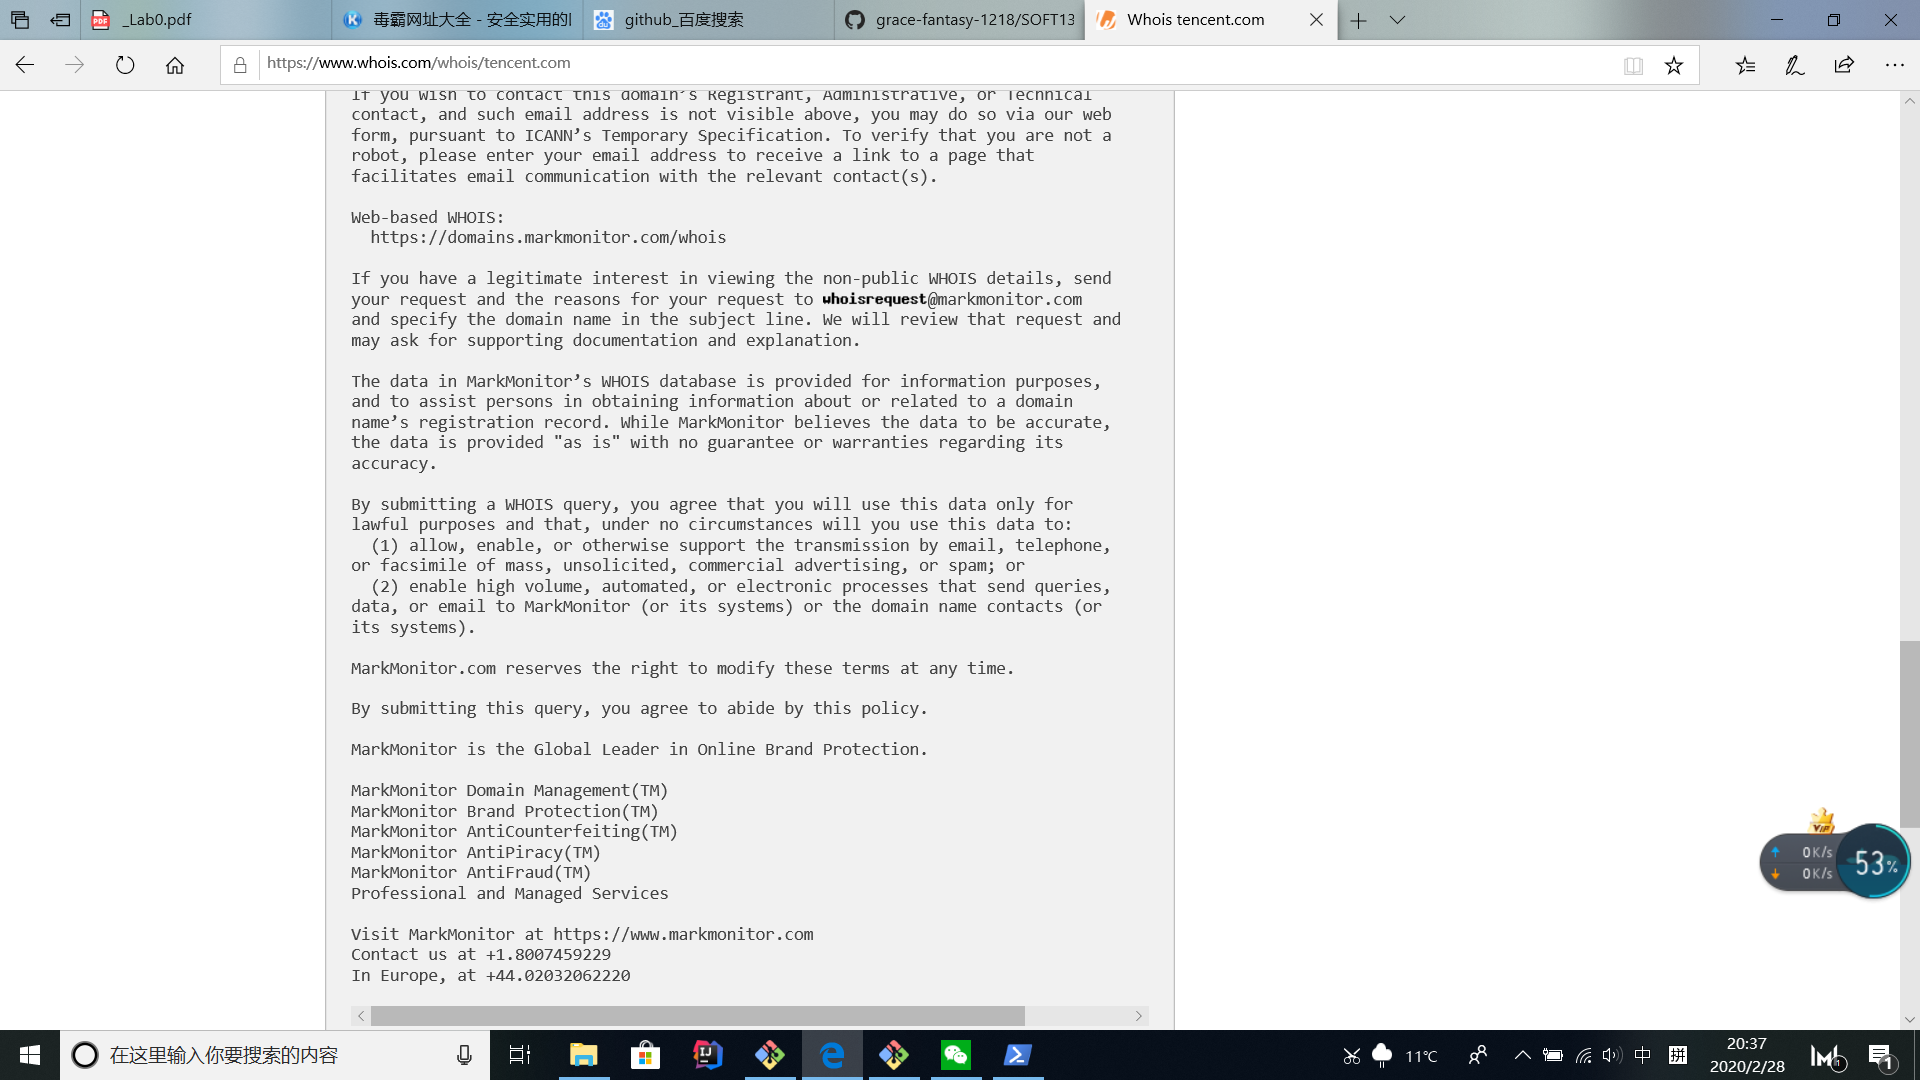 _Lab0.pdf
毒霸网址大全 - 安全实用的
github_百度搜索
grace-fantasy-1218/SOFT13
Whois tencent.com
https://www.whois.com/whois/tencent.com
If you wish to contact this domain’s Registrant, Administrative, or Technical
contact, and such email address is not visible above, you may do so via our web
form, pursuant to ICANN’s Temporary Specification. To verify that you are not a
robot, please enter your email address to receive a link to a page that
facilitates email communication with the relevant contact(s).
Web-based WHOIS:
https://domains.markmonitor.com/whois
If you have a legitimate interest in viewing the non-public WHOIS details, send
your request and the reasons for your request to whoisrequest@markmonitor.com
and specify the domain name in the subject line. We will review that request and
may ask for supporting documentation and explanation.
The data in MarkMonitor’s WHOIS database is provided for information purposes,
and to assist persons in obtaining information about or related to a domain
name’s registration record. While MarkMonitor believes the data to be accurate,
the data is provided "as is" with no guarantee or warranties regarding its
accuracy.
By submitting a WHOIS query, you agree that you will use this data only for
lawful purposes and that, under no circumstances will you use this data to:
(1) allow, enable, or otherwise support the transmission by email, telephone,
or facsimile of mass, unsolicited, commercial advertising, or spam; or
(2) enable high volume, automated, or electronic processes that send queries,
data, or email to MarkMonitor (or its systems) or the domain name contacts (or
its systems).
MarkMonitor.com reserves the right to modify these terms at any time.
By submitting this query, you agree to abide by this policy.
MarkMonitor is the Global Leader in Online Brand Protection.
MarkMonitor Domain Management(TM)
MarkMonitor Brand Protection(TM)
MarkMonitor AntiCounterfeiting(TM)
MarkMonitor AntiPiracy(TM)
MarkMonitor AntiFraud(TM)
Professional and Managed Services
Visit MarkMonitor at https://www.markmonitor.com
Contact us at +1.8007459229
In Europe, at +44.02032062220
VIP
0K/s
0K/s
53%
在这里输入你要搜索的内容
11°C
中
拼
20:37
2020/2/28
1